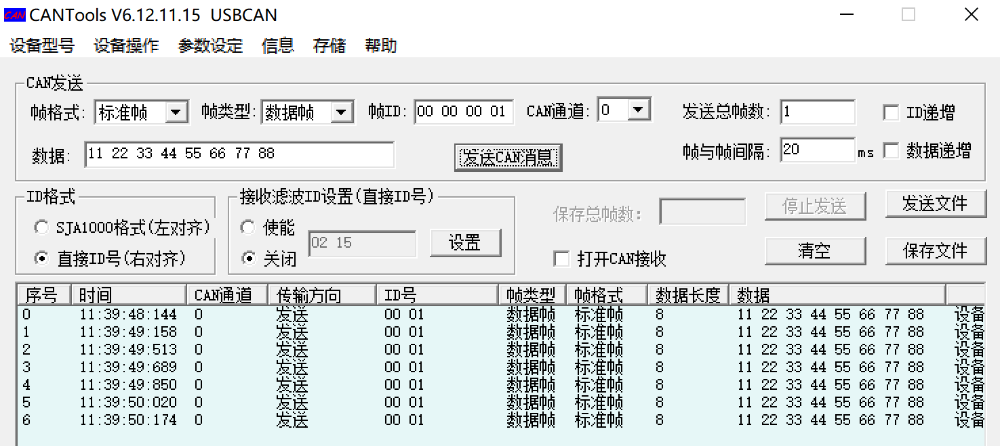 CAN CANTools V6.12.11.15 USBCAN
设备型号 设备操作 参数设定 信息 存储 帮助
CAN发送
帧格式: 标准帧 帧类型: 数据帧 帧ID: 00 00 00 01 CAN通道: 0 发送总帧数: 1 ID递增
数据: 11 22 33 44 55 66 77 88 发送CAN消息 帧与帧间隔: 20 ms 数据递增
ID格式 接收滤波ID设置(直接ID号)
SJA1000格式(左对齐) 使能 保存总帧数: 停止发送 发送文件
02 15 设置
直接ID号(右对齐) 关闭 打开CAN接收 清空 保存文件
序号 时间 CAN通道 传输方向 ID号 帧类型 帧格式 数据长度 数据
0 11:39:48:144 0 发送 00 01 数据帧 标准帧 8 11 22 33 44 55 66 77 88 设备
1 11:39:49:158 0 发送 00 01 数据帧 标准帧 8 11 22 33 44 55 66 77 88 设备
2 11:39:49:513 0 发送 00 01 数据帧 标准帧 8 11 22 33 44 55 66 77 88 设备
3 11:39:49:689 0 发送 00 01 数据帧 标准帧 8 11 22 33 44 55 66 77 88 设备
4 11:39:49:850 0 发送 00 01 数据帧 标准帧 8 11 22 33 44 55 66 77 88 设备
5 11:39:50:020 0 发送 00 01 数据帧 标准帧 8 11 22 33 44 55 66 77 88 设备
6 11:39:50:174 0 发送 00 01 数据帧 标准帧 8 11 22 33 44 55 66 77 88 设备